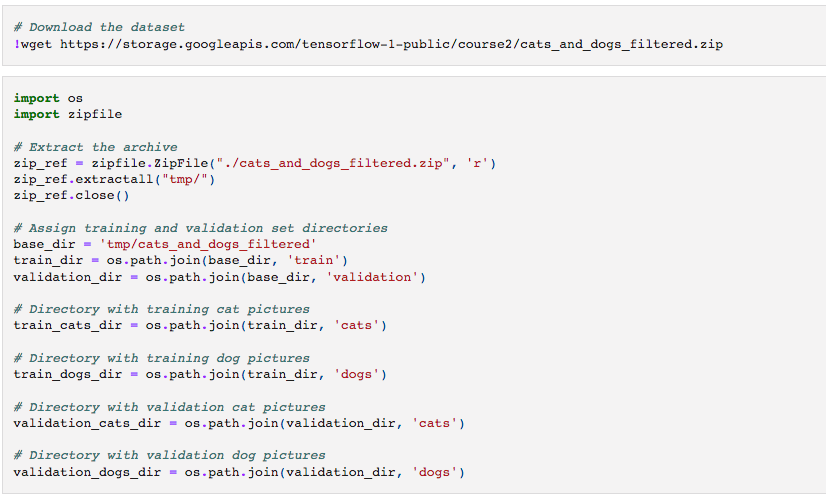 # Download the dataset
!wget https://storage.googleapis.com/tensorflow-1-public/course2/cats_and_dogs_filtered.zip
import os
import zipfile
# Extract the archive
zip_ref = zipfile.ZipFile("./cats_and_dogs_filtered.zip", 'r')
zip_ref.extractall("tmp/")
zip_ref.close()
# Assign training and validation set directories
base_dir = 'tmp/cats_and_dogs_filtered'
train_dir = os.path.join(base_dir, 'train')
validation_dir = os.path.join(base_dir, 'validation')
# Directory with training cat pictures
train_cats_dir = os.path.join(train_dir, 'cats')
# Directory with training dog pictures
train_dogs_dir = os.path.join(train_dir, 'dogs')
# Directory with validation cat pictures
validation_cats_dir = os.path.join(validation_dir, 'cats')
# Directory with validation dog pictures
validation_dogs_dir = os.path.join(validation_dir, 'dogs')